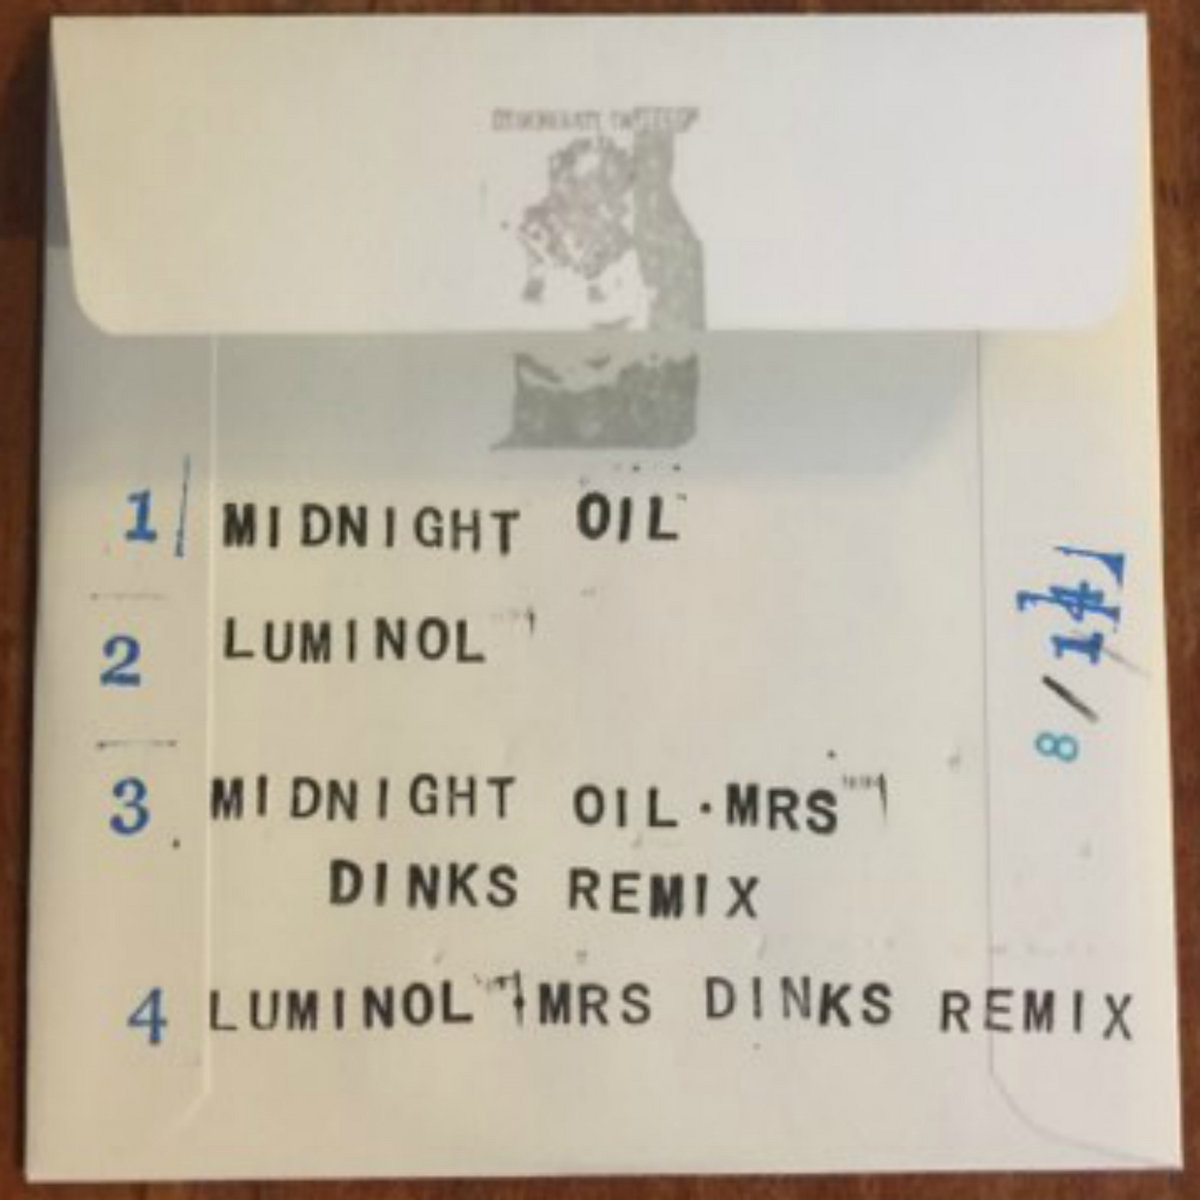 1 MIDNIGHT OIL
2 LUMINOL
3 MIDNIGHT OIL·MRS
DINKS REMIX
4 LUMINOL MRS DINKS REMIX
8/14